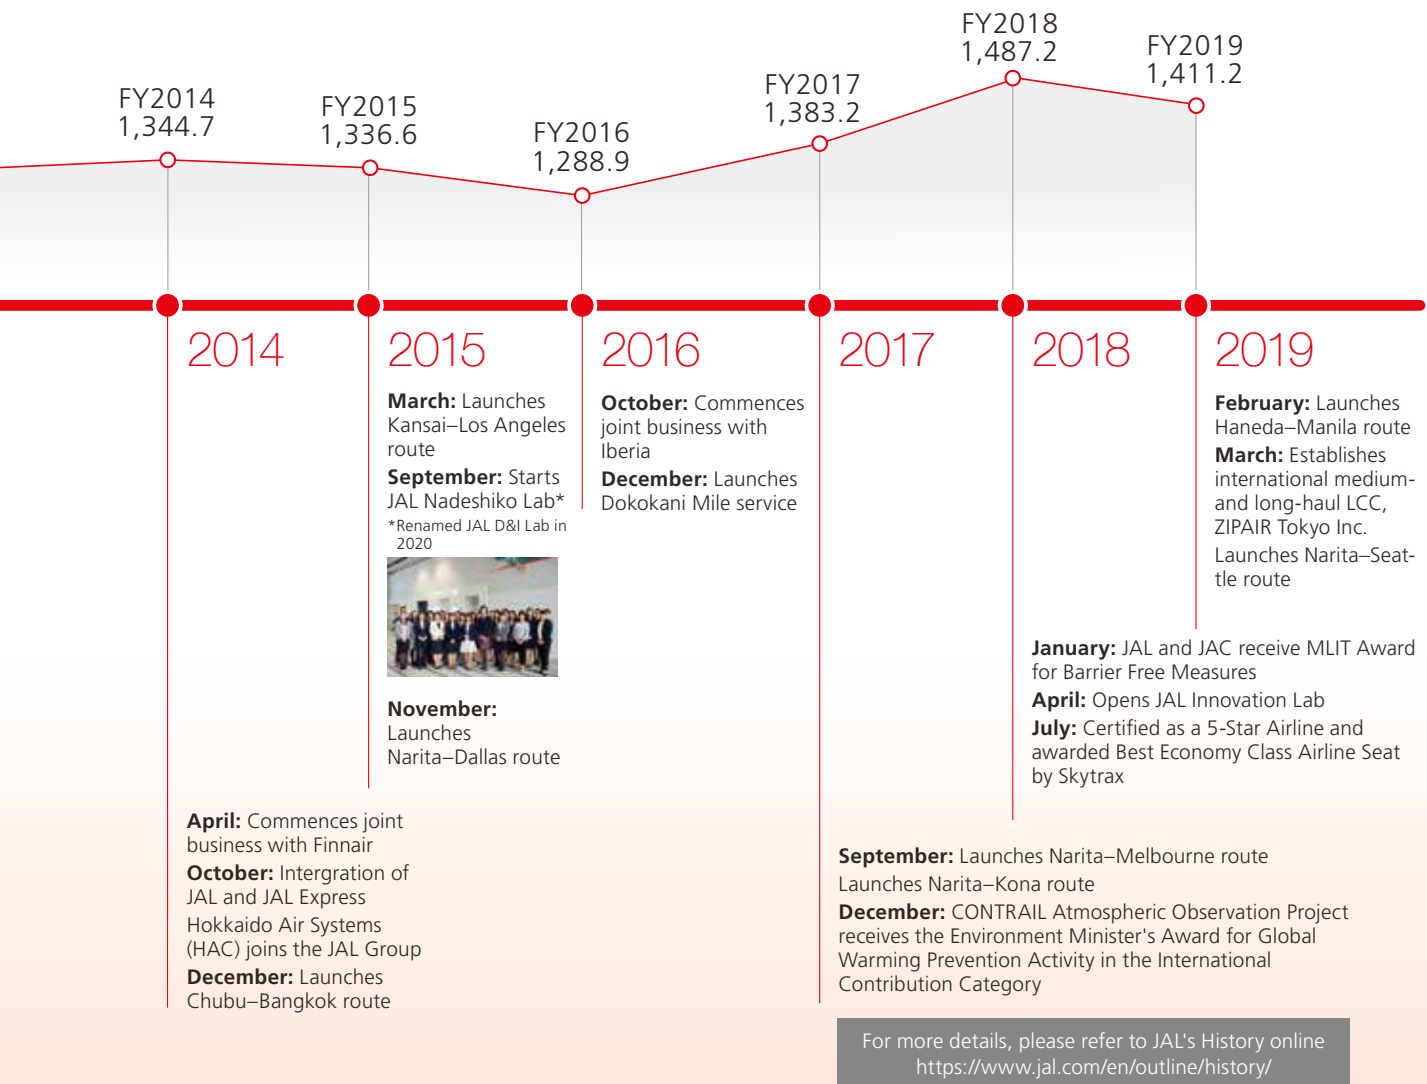 FY2014
1,344.7
FY2015
1,336.6
FY2016
1,288.9
FY2017
1,383.2
FY2018
1,487.2
FY2019
1,411.2
2014
April: Commences joint
business with Finnair
October: Intergration of
JAL and JAL Express
Hokkaido Air Systems
(HAC) joins the JAL Group
December: Launches
Chubu–Bangkok route
2015
March: Launches
Kansai–Los Angeles
route
September: Starts
JAL Nadeshiko Lab*
*Renamed JAL D&I Lab in
2020
November:
Launches
Narita–Dallas route
2016
October: Commences
joint business with
Iberia
December: Launches
Dokokani Mile service
2017
September: Launches Narita–Melbourne route
Launches Narita–Kona route
December: CONTRAIL Atmospheric Observation Project
receives the Environment Minister's Award for Global
Warming Prevention Activity in the International
Contribution Category
2018
January: JAL and JAC receive MLIT Award
for Barrier Free Measures
April: Opens JAL Innovation Lab
July: Certified as a 5-Star Airline and
awarded Best Economy Class Airline Seat
by Skytrax
2019
February: Launches
Haneda–Manila route
March: Establishes
international medium-
and long-haul LCC,
ZIPAIR Tokyo Inc.
Launches Narita–Seat-
tle route
For more details, please refer to JAL's History online
https://www.jal.com/en/outline/history/